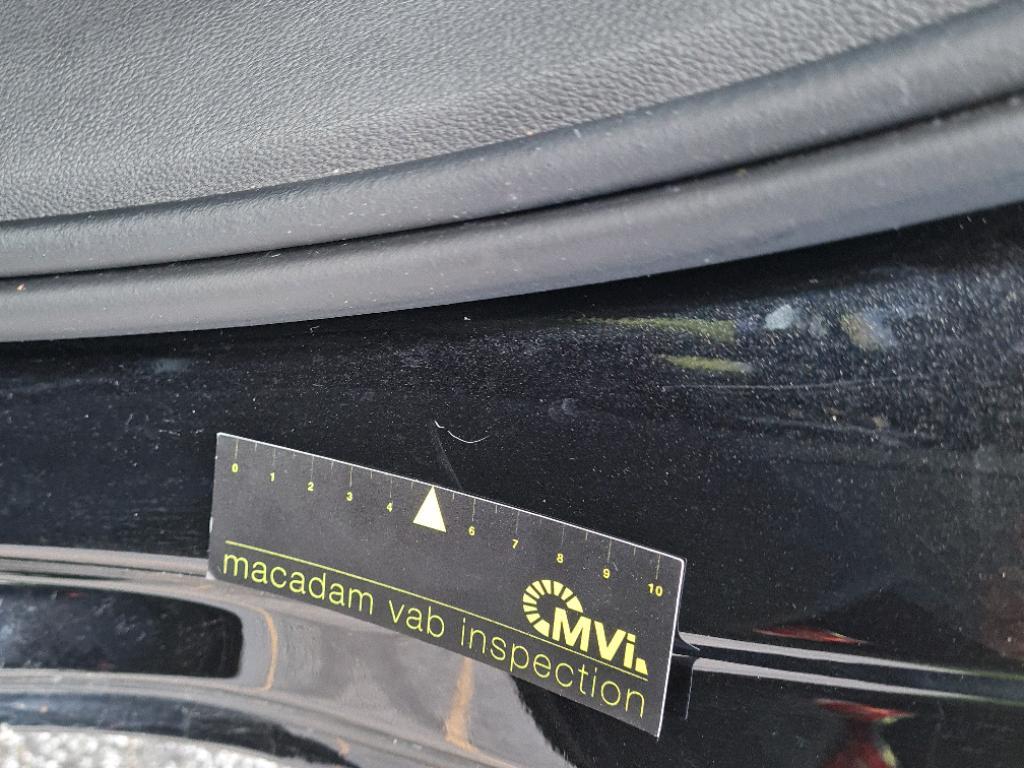 0 1 2 3 4 6 7 8 9 10
MVi
macadam vab inspection